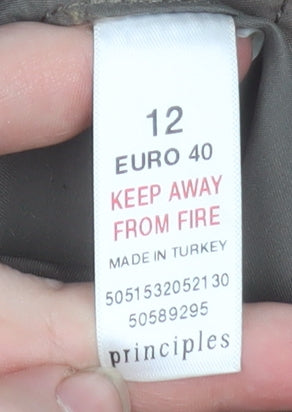 12
EURO 40
KEEP AWAY
FROM FIRE
MADE IN TURKEY
5051532052130
50589295
principles